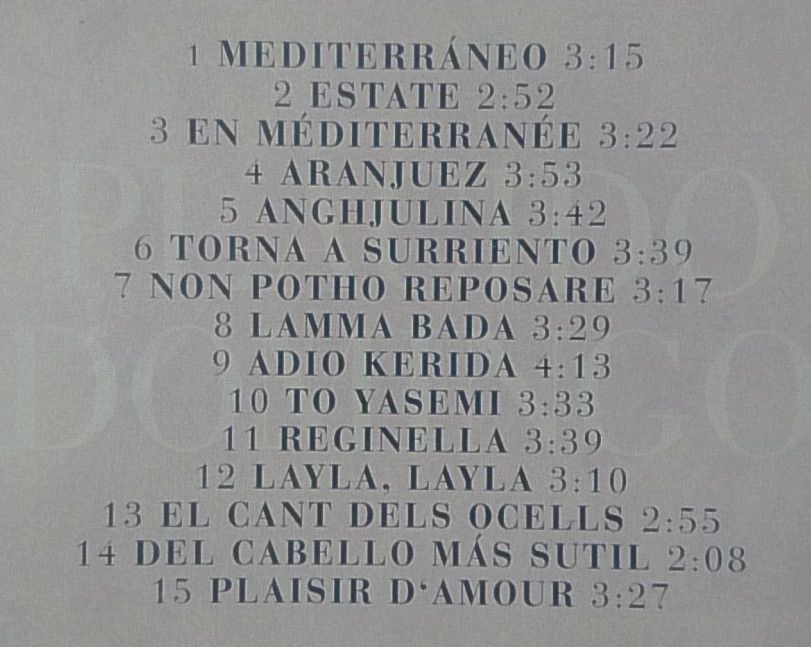 1 MEDITERRÁNEO 3:15
2 ESTATE 2:52
3 EN MÉDITERRANÉE 3:22
4 ARANJUEZ 3:53
5 ANGHJULINA 3:42
6 TORNA A SURRIENTO 3:39
7 NON POTHO REPOSARE 3:17
8 LAMMA BADA 3:29
9 ADIO KERIDA 4:13
10 TO YASEMI 3:33
11 REGINELLA 3:39
12 LAYLA, LAYLA 3:10
13 EL CANT DELS OCELLS 2:55
14 DEL CABELLO MÁS SUTIL 2:08
15 PLAISIR D‘AMOUR 3:27